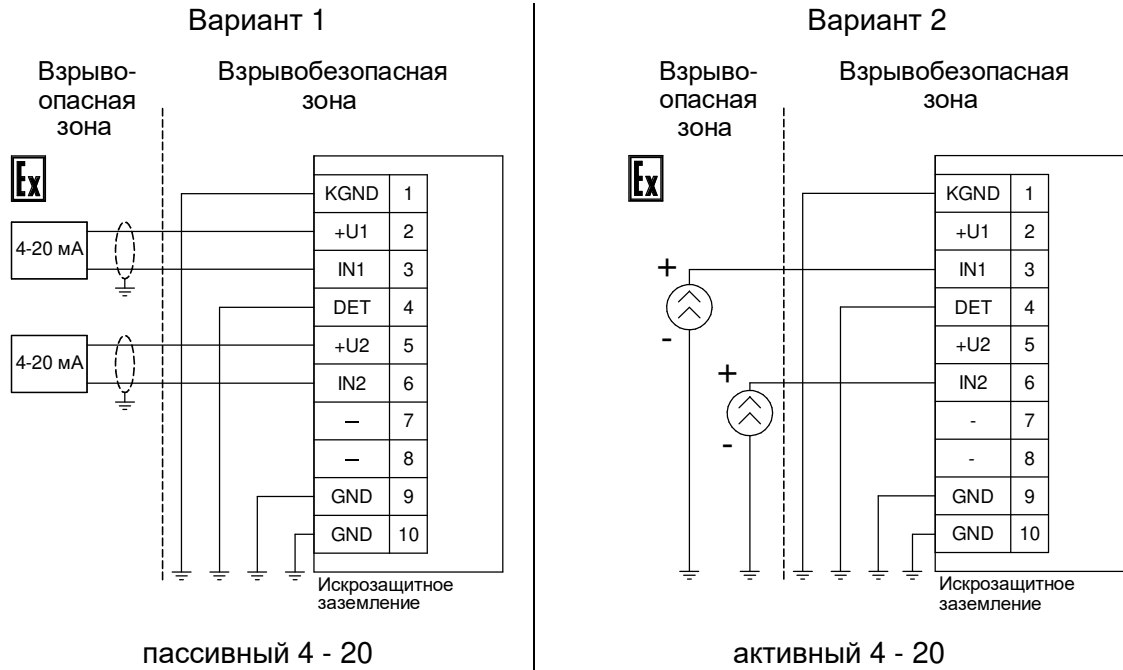 Вариант 1
Взрыво-
опасная
зона
Взрывобезопасная
зона
Ex
4-20 мА
4-20 мА
KGND 1
+U1 2
IN1 3
DET 4
+U2 5
IN2 6
— 7
— 8
GND 9
GND 10
Искрозащитное
заземление
пассивный 4 - 20
Вариант 2
Взрыво-
опасная
зона
Взрывобезопасная
зона
Ex
+
-
+
-
KGND 1
+U1 2
IN1 3
DET 4
+U2 5
IN2 6
- 7
- 8
GND 9
GND 10
Искрозащитное
заземление
активный 4 - 20